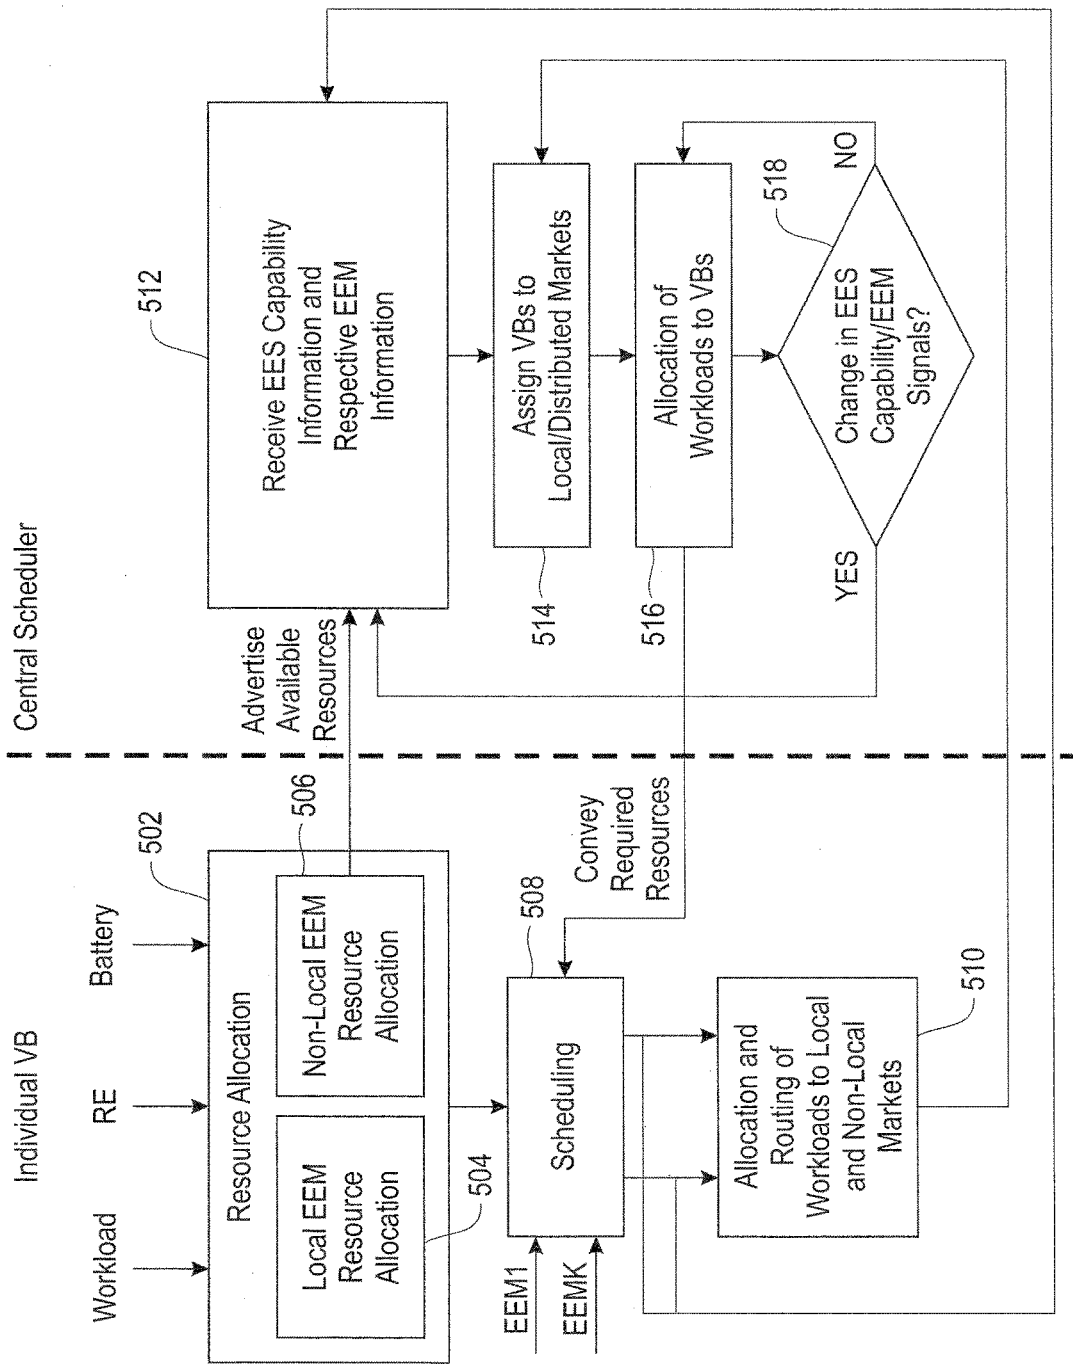 Individual VB
Central Scheduler
Workload
RE
Battery
502
Resource Allocation
Local EEM
Resource
Allocation
504
Non-Local EEM
Resource
Allocation
506
Advertise
Available
Resources
EEM1
EEMK
Scheduling
508
Convey
Required
Resources
Allocation and
Routing of
Workloads to Local
and Non-Local
Markets
510
512
Receive EES Capability
Information and
Respective EEM
Information
514
Assign VBs to
Local/Distributed Markets
516
Allocation of
Workloads to VBs
518
Change in EES
Capability/EEM
Signals?
YES
NO